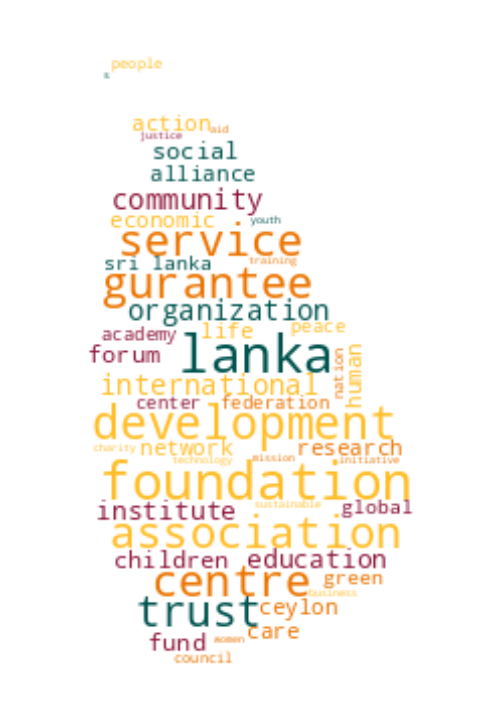 people
s
action aid
justice
social
alliance
community
economic youth
service
sri lanka training
gurantee
organization
academy life peace
forum lanka nation human
international
center federation
development
charity network research
technology mission initiative
foundation
institute sustainable global
association
children education
centre green
business
trust ceylon
fund women care
council